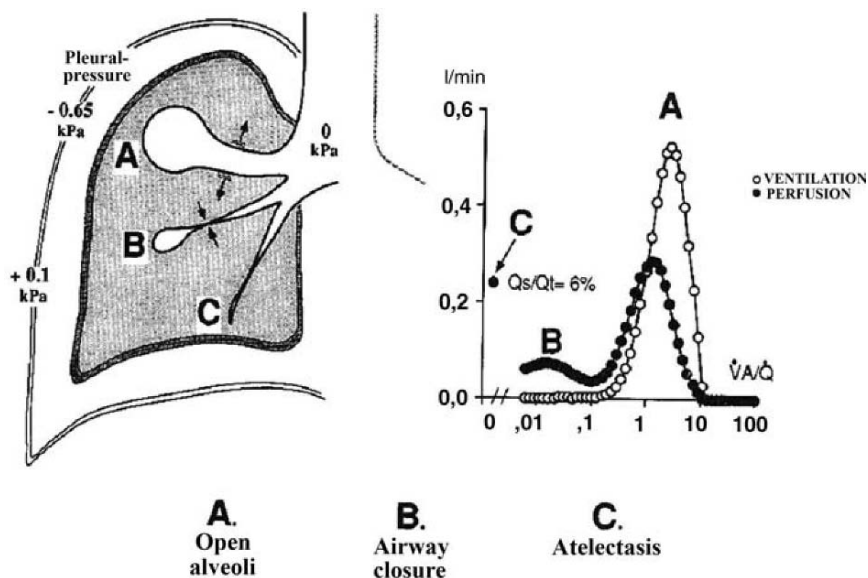 Pleural-
pressure
- 0.65
kPa
0
kPa
A
B
+ 0.1
kPa
C
l/min
0,6
0,4
0,2
0,0
A
C
Qs/Qt= 6%
B
V̇A/Q̇
0 ,01 ,1 1 10 100
VENTILATION
PERFUSION
A.
Open
alveoli
B.
Airway
closure
C.
Atelectasis